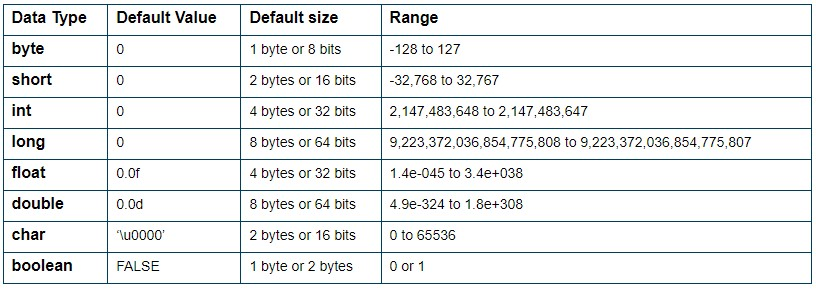 Data Type Default Value Default size Range
byte 0 1 byte or 8 bits -128 to 127
short 0 2 bytes or 16 bits -32,768 to 32,767
int 0 4 bytes or 32 bits 2,147,483,648 to 2,147,483,647
long 0 8 bytes or 64 bits 9,223,372,036,854,775,808 to 9,223,372,036,854,775,807
float 0.0f 4 bytes or 32 bits 1.4e-045 to 3.4e+038
double 0.0d 8 bytes or 64 bits 4.9e-324 to 1.8e+308
char ‘\u0000’ 2 bytes or 16 bits 0 to 65536
boolean FALSE 1 byte or 2 bytes 0 or 1